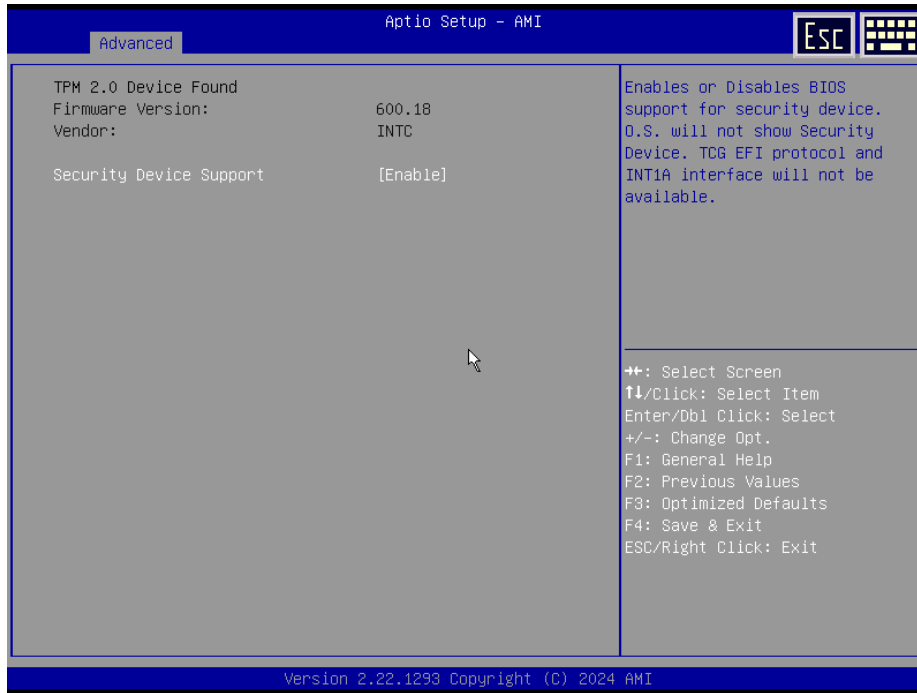 Aptio Setup – AMI
Advanced
Esc
TPM 2.0 Device Found
Firmware Version: 600.18
Vendor: INTC
Security Device Support [Enable]
Enables or Disables BIOS
support for security device.
O.S. will not show Security
Device. TCG EFI protocol and
INT1A interface will not be
available.
→←: Select Screen
↑↓/Click: Select Item
Enter/Dbl Click: Select
+/-: Change Opt.
F1: General Help
F2: Previous Values
F3: Optimized Defaults
F4: Save & Exit
ESC/Right Click: Exit
Version 2.22.1293 Copyright (C) 2024 AMI